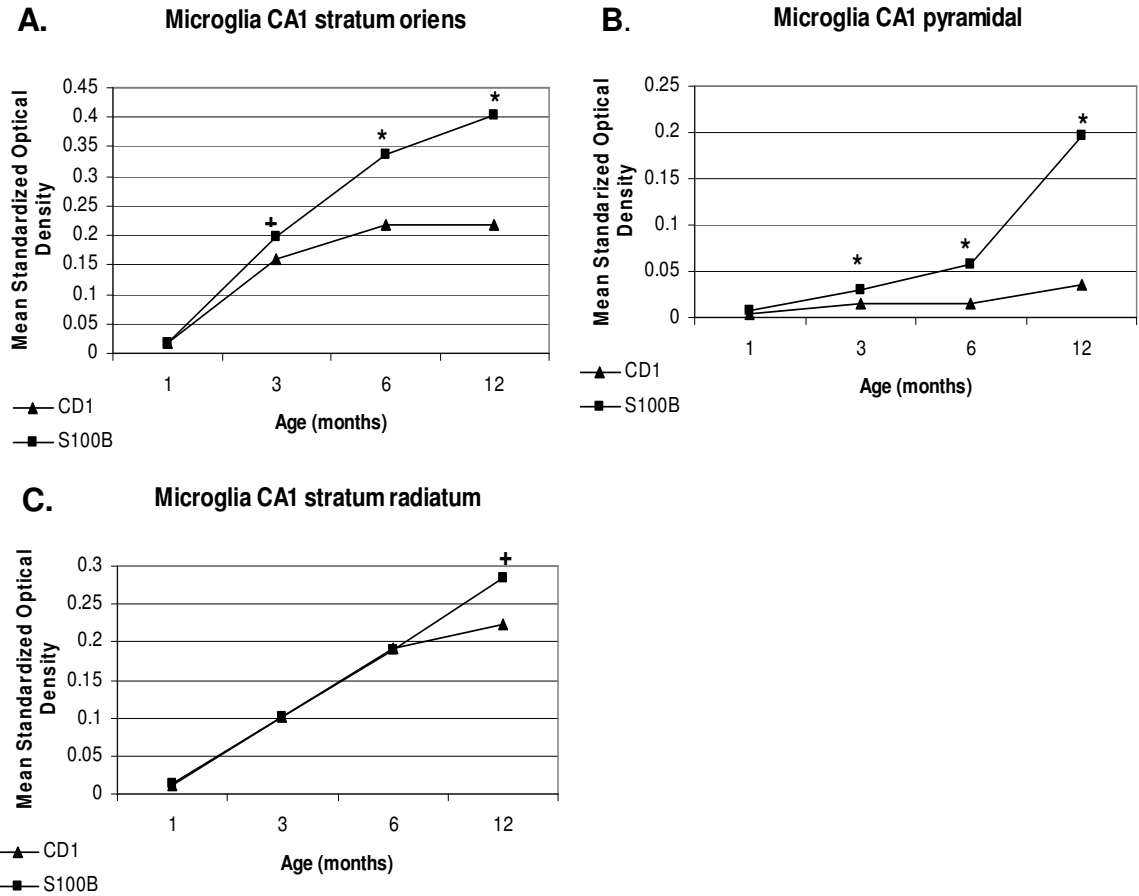 A.
Microglia CA1 stratum oriens
Mean Standardized Optical
Density
0.45
0.4
0.35
0.3
0.25
0.2
0.15
0.1
0.05
0
*
*
+
1 3 6 12
Age (months)
CD1
S100B
B.
Microglia CA1 pyramidal
Mean Standarized Optical
Density
0.25
0.2
0.15
0.1
0.05
0
*
*
*
1 3 6 12
Age (months)
CD1
S100B
C.
Microglia CA1 stratum radiatum
Mean Standardized Optical
Density
0.3
0.25
0.2
0.15
0.1
0.05
0
+
1 3 6 12
Age (months)
CD1
S100B